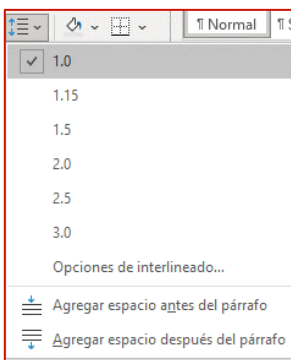 ¶ Normal
1.0
1.15
1.5
2.0
2.5
3.0
Opciones de interlineado...
Agregar espacio antes del párrafo
Agregar espacio después del párrafo